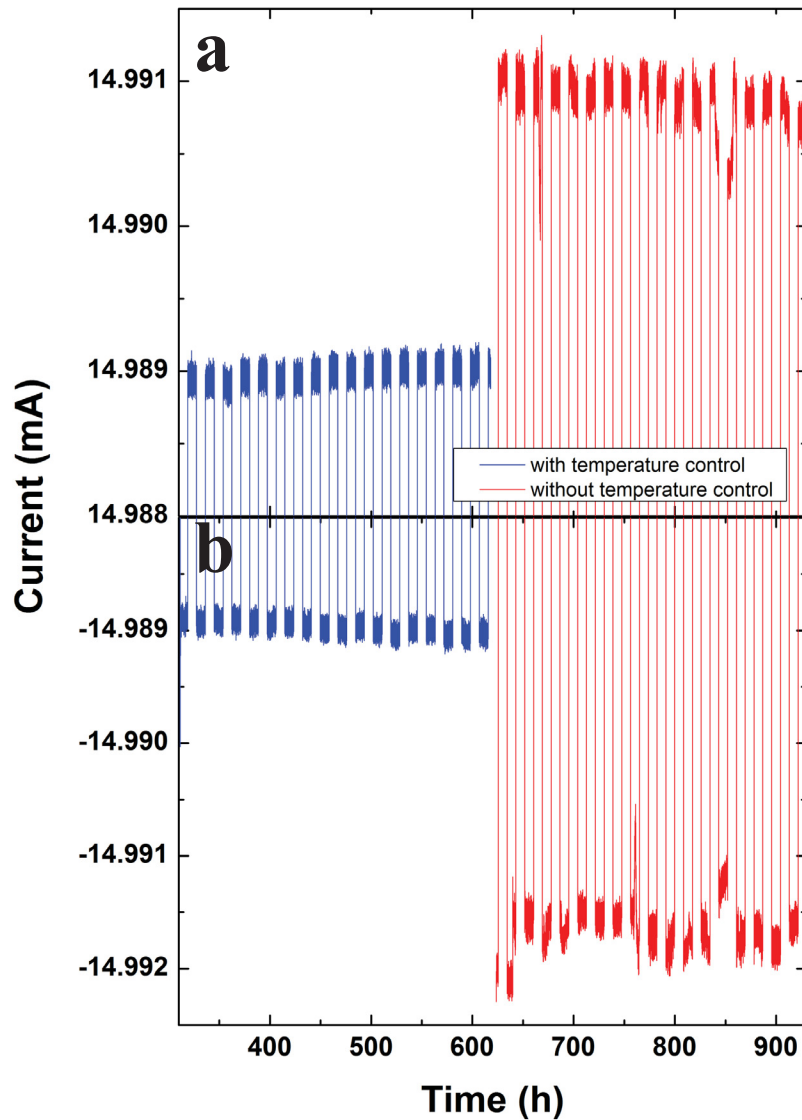 a
14.991
14.990
14.989
14.988
with temperature control
without temperature control
b
-14.989
-14.990
-14.991
-14.992
Current (mA)
400 500 600 700 800 900
Time (h)